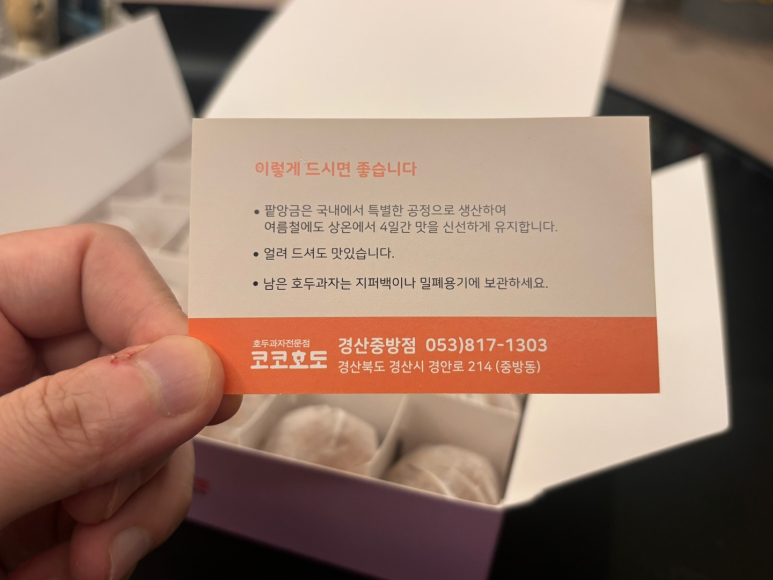 이렇게 드시면 좋습니다
• 팥앙금은 국내에서 특별한 공정으로 생산하여
여름철에도 상온에서 4일간 맛을 신선하게 유지합니다.
• 얼려 드셔도 맛있습니다.
• 남은 호두과자는 지퍼백이나 밀폐용기에 보관하세요.
호두과자전문점
코코호도
경산중방점 053)817-1303
경산북도 경산시 경안로 214 (중방동)